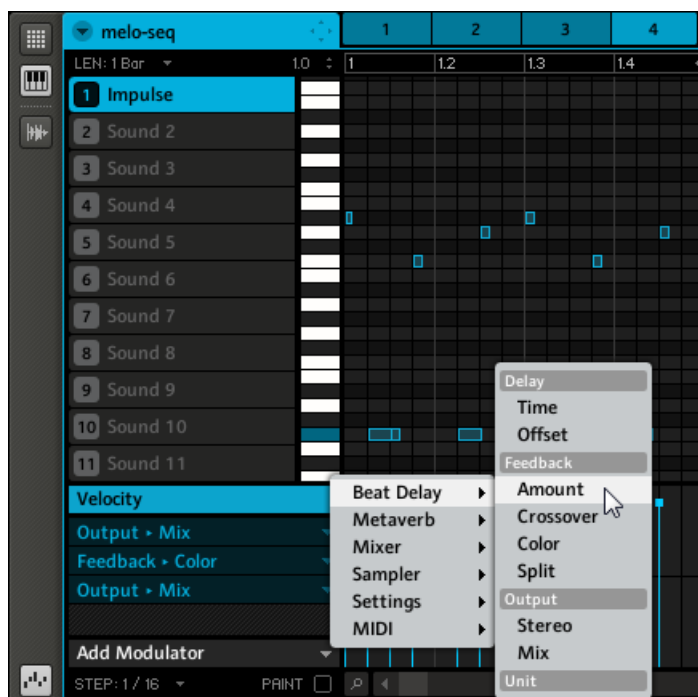 melo-seq 1 2 3 4
LEN: 1 Bar 1.0 1 1.2 1.3 1.4
1 Impulse
2 Sound 2
3 Sound 3
4 Sound 4
5 Sound 5
6 Sound 6
7 Sound 7
8 Sound 8
9 Sound 9
10 Sound 10
11 Sound 11
Velocity
Output ▸ Mix
Feedback ▸ Color
Output ▸ Mix
Add Modulator
STEP: 1 / 16 PAINT
Beat Delay
Metaverb
Mixer
Sampler
Settings
MIDI
Delay
Time
Offset
Feedback
Amount
Crossover
Color
Split
Output
Stereo
Mix
Unit